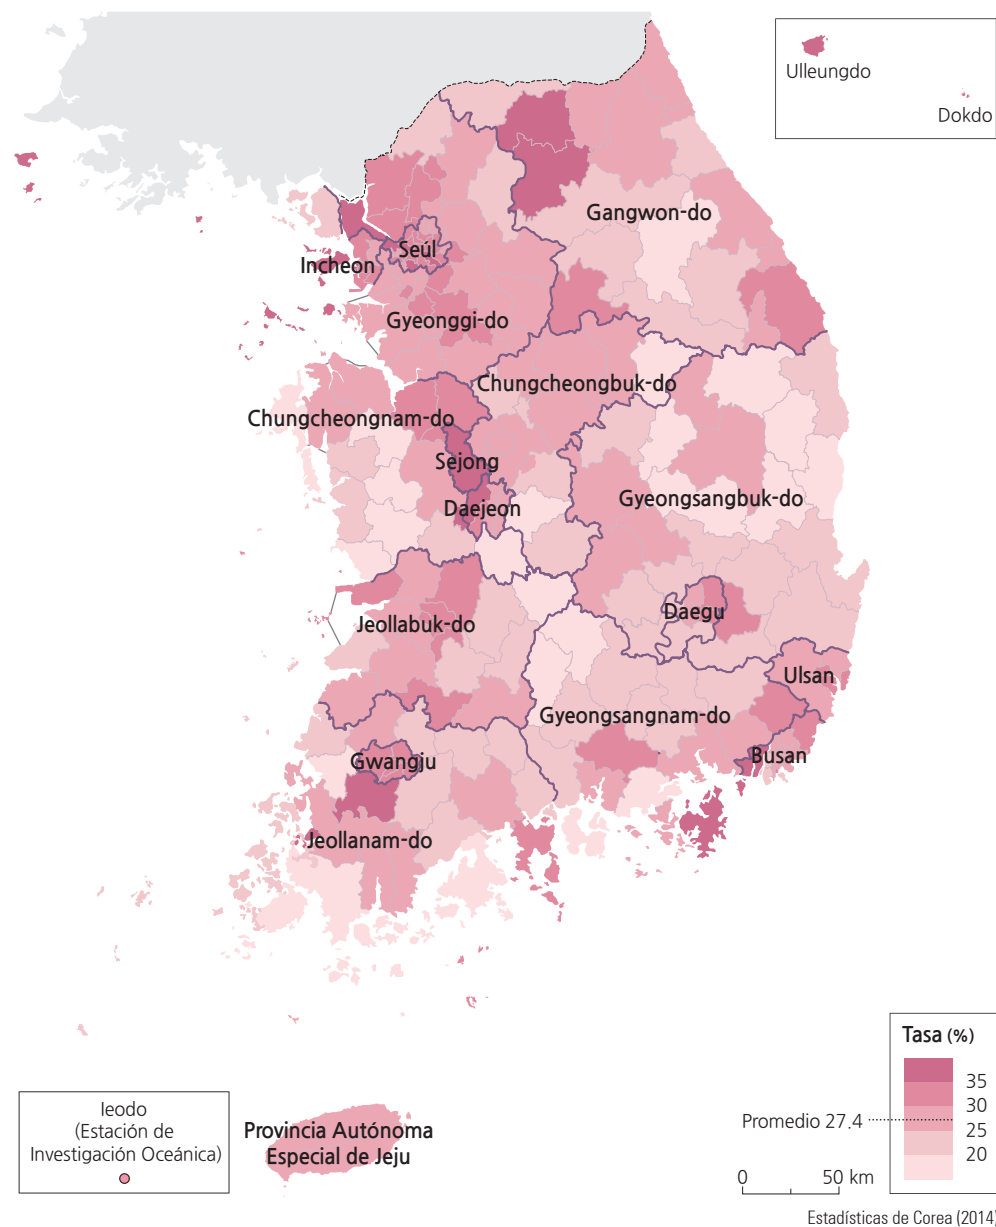 Ulleungdo
Dokdo
Gangwon-do
Seúl
Incheon
Gyeonggi-do
Chungcheongbuk-do
Chungcheongnam-do
Sejong
Gyeongsangbuk-do
Daejeon
Daegu
Jeollabuk-do
Ulsan
Gyeongsangnam-do
Busan
Gwangju
Jeollanam-do
Tasa (%)
35
30
Promedio 27.4
25
20
Ieodo
(Estación de
Investigación Oceánica)
Provincia Autónoma
Especial de Jeju
0 50 km
Estadísticas de Corea (2014)